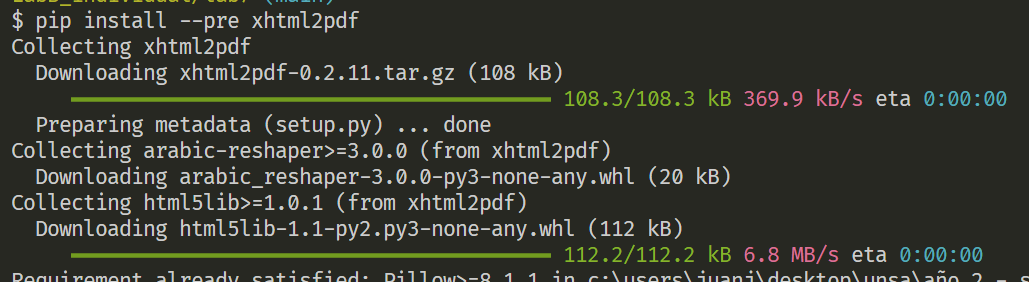 $ pip install --pre xhtml2pdf
Collecting xhtml2pdf
Downloading xhtml2pdf-0.2.11.tar.gz (108 kB)
108.3/108.3 kB 369.9 kB/s eta 0:00:00
Preparing metadata (setup.py) ... done
Collecting arabic-reshaper>=3.0.0 (from xhtml2pdf)
Downloading arabic_reshaper-3.0.0-py3-none-any.whl (20 kB)
Collecting html5lib>=1.0.1 (from xhtml2pdf)
Downloading html5lib-1.1-py2.py3-none-any.whl (112 kB)
112.2/112.2 kB 6.8 MB/s eta 0:00:00
Requirement already satisfied: Pillow>=8.1.1 in c:\users\juanj\desktop\unsa\año 2 - s